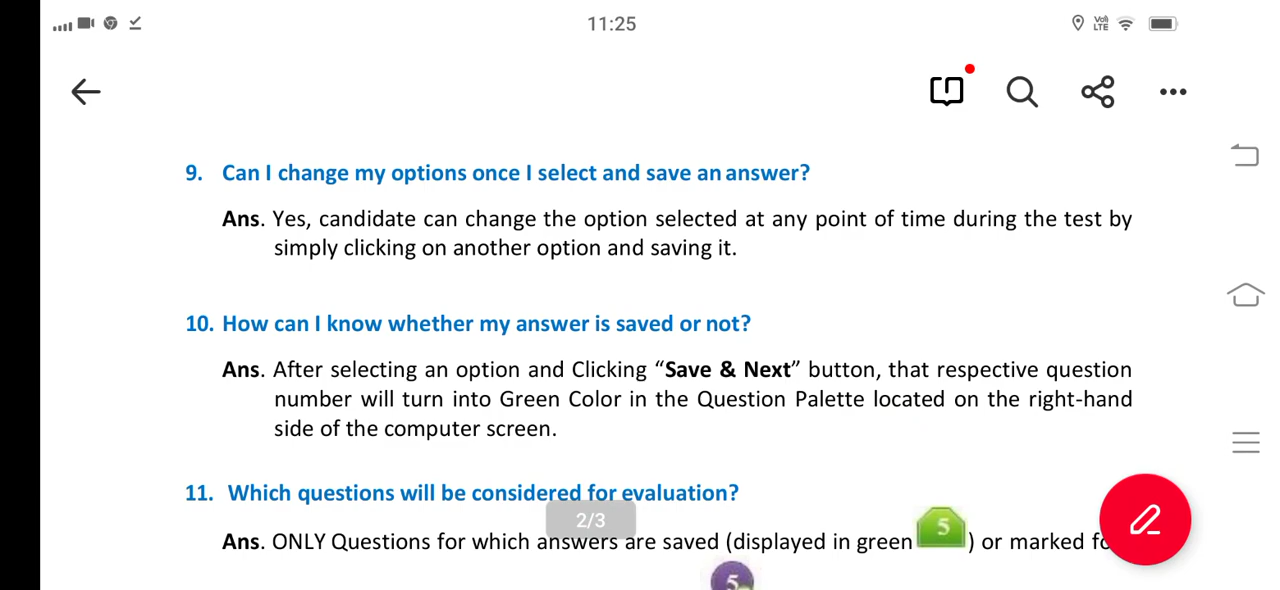 11:25
VoLTE
9. Can I change my options once I select and save an answer?
Ans. Yes, candidate can change the option selected at any point of time during the test by
simply clicking on another option and saving it.
10. How can I know whether my answer is saved or not?
Ans. After selecting an option and Clicking “Save & Next” button, that respective question
number will turn into Green Color in the Question Palette located on the right-hand
side of the computer screen.
11. Which questions will be considered for evaluation?
2/3
Ans. ONLY Questions for which answers are saved (displayed in green 5 ) or marked
5